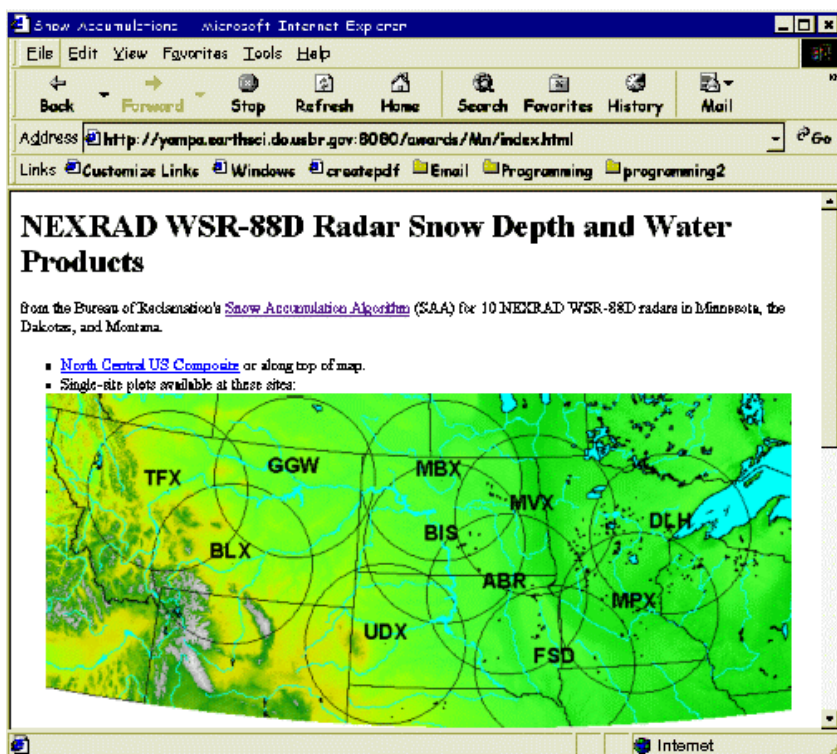 Snow Accumulations - Microsoft Internet Explorer
File Edit View Favorites Tools Help
Back Forward Stop Refresh Home Search Favorites History Mail
Address http://yampa.earthsci.do.usbr.gov:8080/awards/Mn/index.html Go
Links Customize Links Windows createpdf Email Programming programming2
NEXRAD WSR-88D Radar Snow Depth and Water
Products
from the Bureau of Reclamation's Snow Accumulation Algorithm (SAA) for 10 NEXRAD WSR-88D radars in Minnesota, the
Dakotas, and Montana.
North Central US Composite or along top of map.
Single-site plots available at these sites:
TFX GGW MBX
MVX DLH
BLX BIS
ABR MPX
UDX FSD
Internet